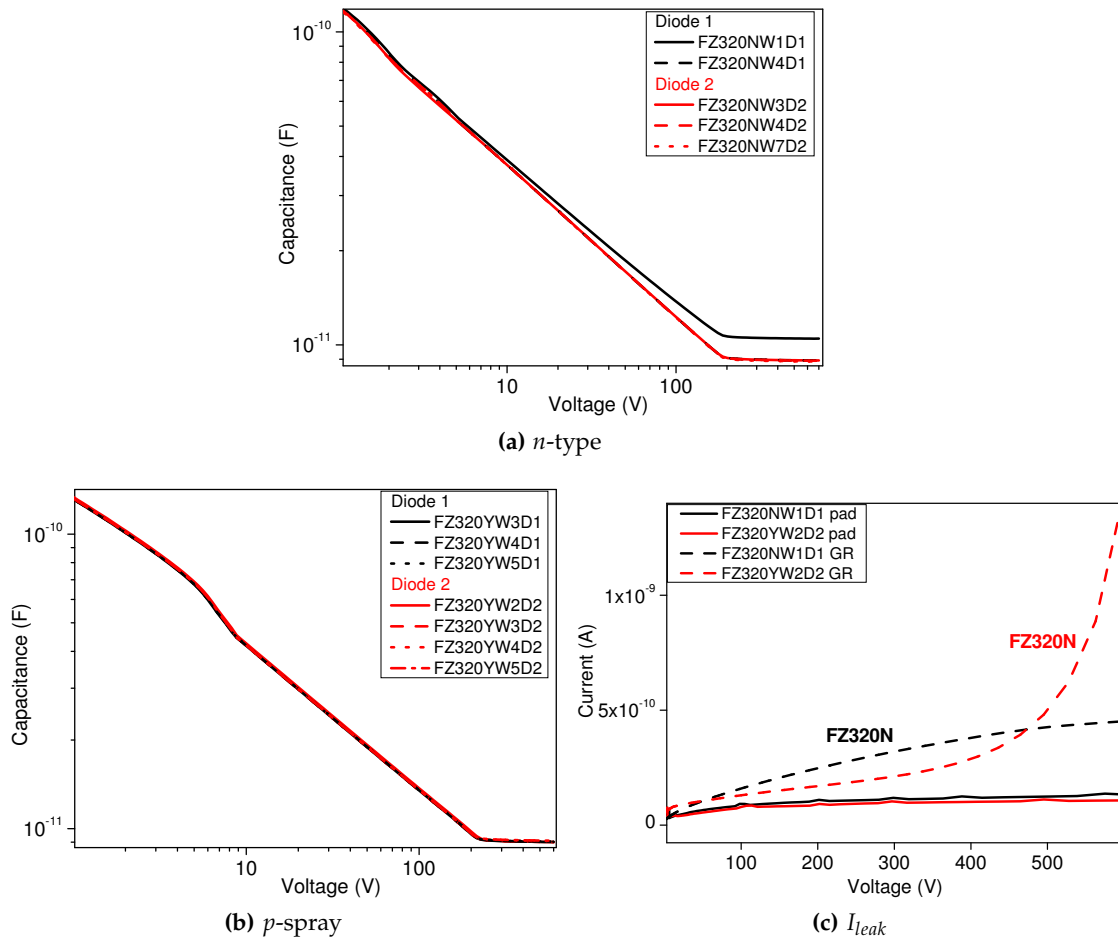 Diode 1
FZ320NW1D1
FZ320NW4D1
Diode 2
FZ320NW3D2
FZ320NW4D2
FZ320NW7D2
10⁻¹⁰
10⁻¹¹
Capacitance (F)
10
100
Voltage (V)
(a) n-type
Diode 1
FZ320YW3D1
FZ320YW4D1
FZ320YW5D1
Diode 2
FZ320YW2D2
FZ320YW3D2
FZ320YW4D2
FZ320YW5D2
10⁻¹⁰
10⁻¹¹
Capacitance (F)
10
100
Voltage (V)
(b) p-spray
FZ320NW1D1 pad
FZ320YW2D2 pad
FZ320NW1D1 GR
FZ320YW2D2 GR
1x10⁻⁹
5x10⁻¹⁰
0
Current (A)
FZ320N
FZ320N
100 200 300 400 500
Voltage (V)
(c) Ileak